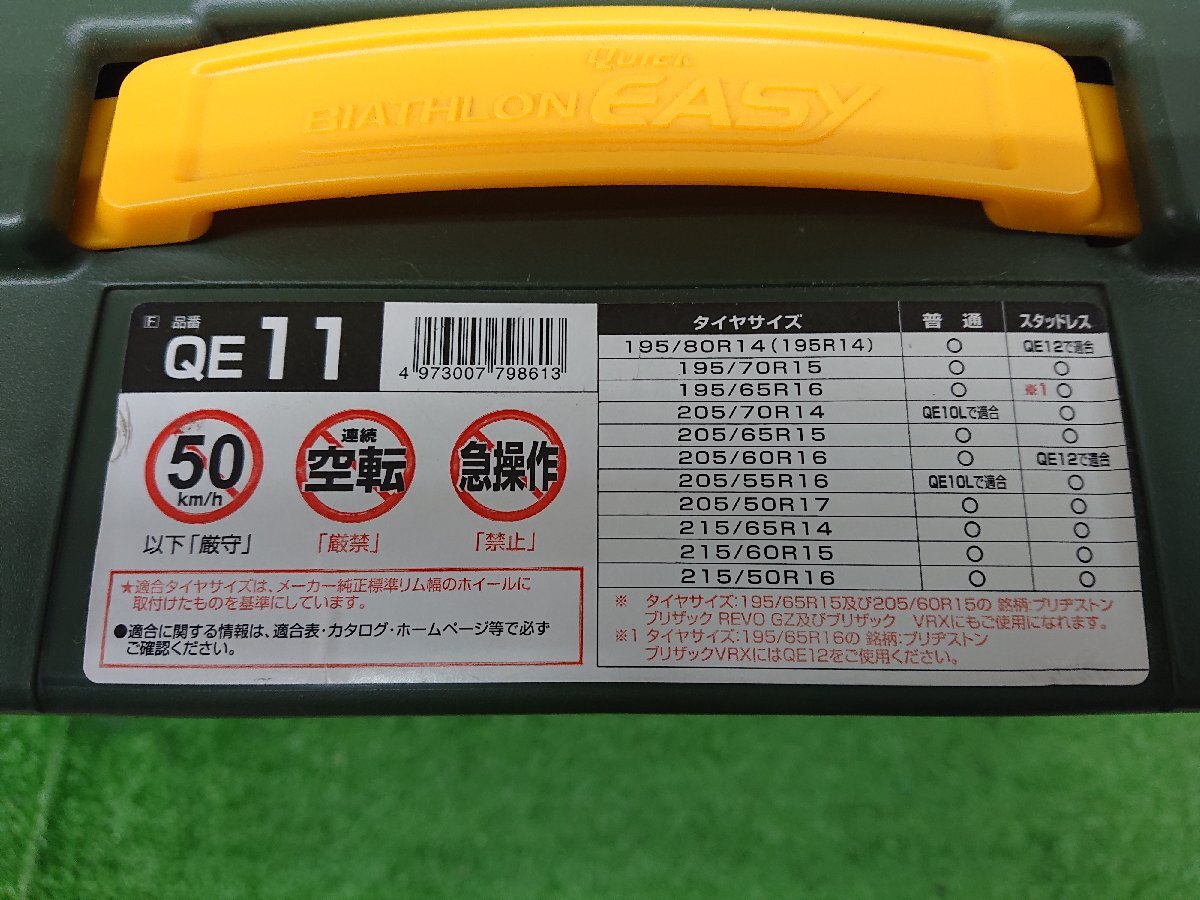 Quick
BIATHLON EASY
F 品番
QE 11
4 973007 798613
50
km/h
以下「厳守」
連続
空転
「厳禁」
急操作
「禁止」
★適合タイヤサイズは、メーカー純正標準リム幅のホイールに
取付けたものを基準にしています。
●適合に関する情報は、適合表・カタログ・ホームページ等で必ず
ご確認ください。
タイヤサイズ 普通 スタッドレス
195/80R14(195R14) ○ QE12で適合
195/70R15 ○ ○
195/65R16 ○ ※1 ○
205/70R14 QE10Lで適合 ○
205/65R15 ○ ○
205/60R16 ○ QE12で適合
205/55R16 QE10Lで適合 ○
205/50R17 ○ ○
215/65R14 ○ ○
215/60R15 ○ ○
215/50R16 ○ ○
※ タイヤサイズ:195/65R15及び205/60R15の 銘柄:ブリヂストン
ブリザック REVO GZ及びブリザック VRXにもご使用になれます。
※1 タイヤサイズ:195/65R16の 銘柄:ブリヂストン
ブリザックVRXにはQE12をご使用ください。